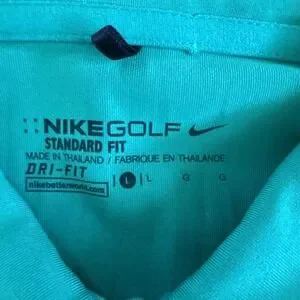 NIKEGOLF
STANDARD FIT
MADE IN THAILAND / FABRIQUE EN THAILANDE
DRI-FIT
nikebetterworld.com | L | L G G